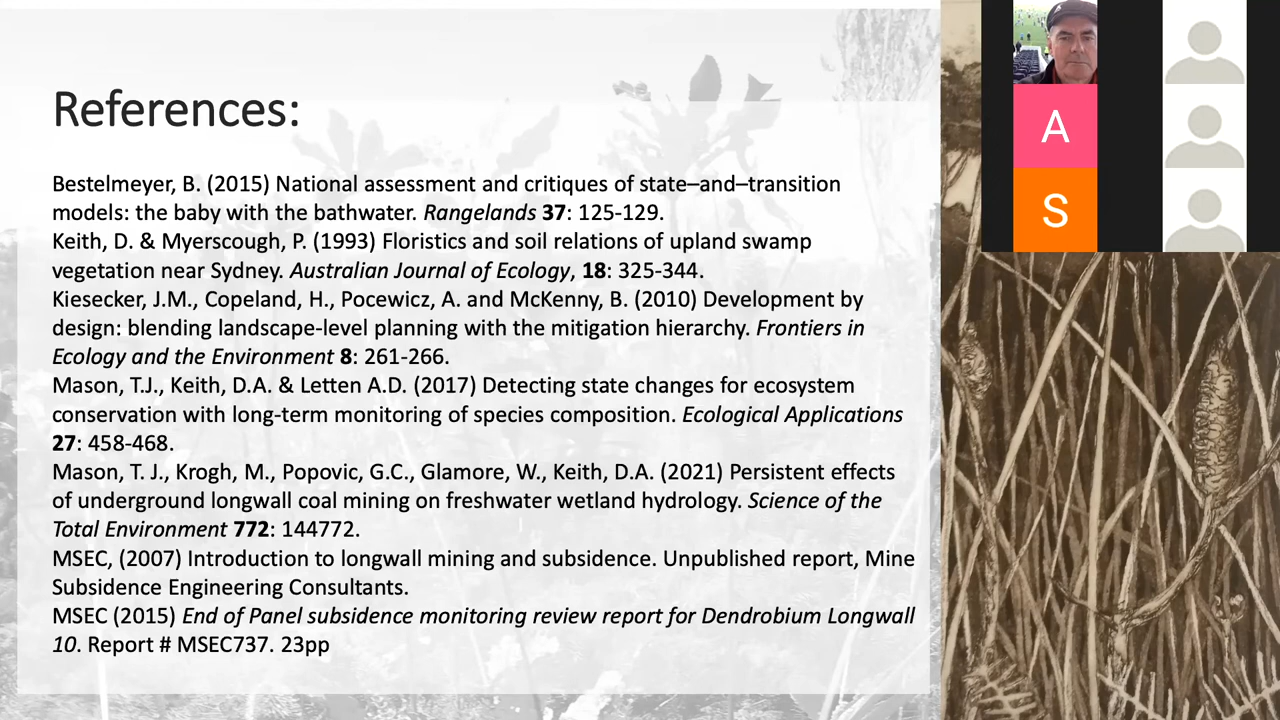 References:
Bestelmeyer, B. (2015) National assessment and critiques of state–and–transition
models: the baby with the bathwater. Rangelands 37: 125-129.
Keith, D. & Myerscough, P. (1993) Floristics and soil relations of upland swamp
vegetation near Sydney. Australian Journal of Ecology, 18: 325-344.
Kiesecker, J.M., Copeland, H., Pocewicz, A. and McKenny, B. (2010) Development by
design: blending landscape-level planning with the mitigation hierarchy. Frontiers in
Ecology and the Environment 8: 261-266.
Mason, T.J., Keith, D.A. & Letten A.D. (2017) Detecting state changes for ecosystem
conservation with long-term monitoring of species composition. Ecological Applications
27: 458-468.
Mason, T. J., Krogh, M., Popovic, G.C., Glamore, W., Keith, D.A. (2021) Persistent effects
of underground longwall coal mining on freshwater wetland hydrology. Science of the
Total Environment 772: 144772.
MSEC, (2007) Introduction to longwall mining and subsidence. Unpublished report, Mine
Subsidence Engineering Consultants.
MSEC (2015) End of Panel subsidence monitoring review report for Dendrobium Longwall
10. Report # MSEC737. 23pp
A
S